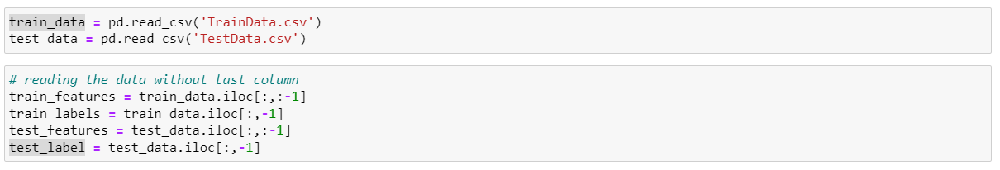 train_data = pd.read_csv('TrainData.csv')
test_data = pd.read_csv('TestData.csv')
# reading the data without last column
train_features = train_data.iloc[:,:-1]
train_labels = train_data.iloc[:,-1]
test_features = test_data.iloc[:,:-1]
test_label = test_data.iloc[:,-1]